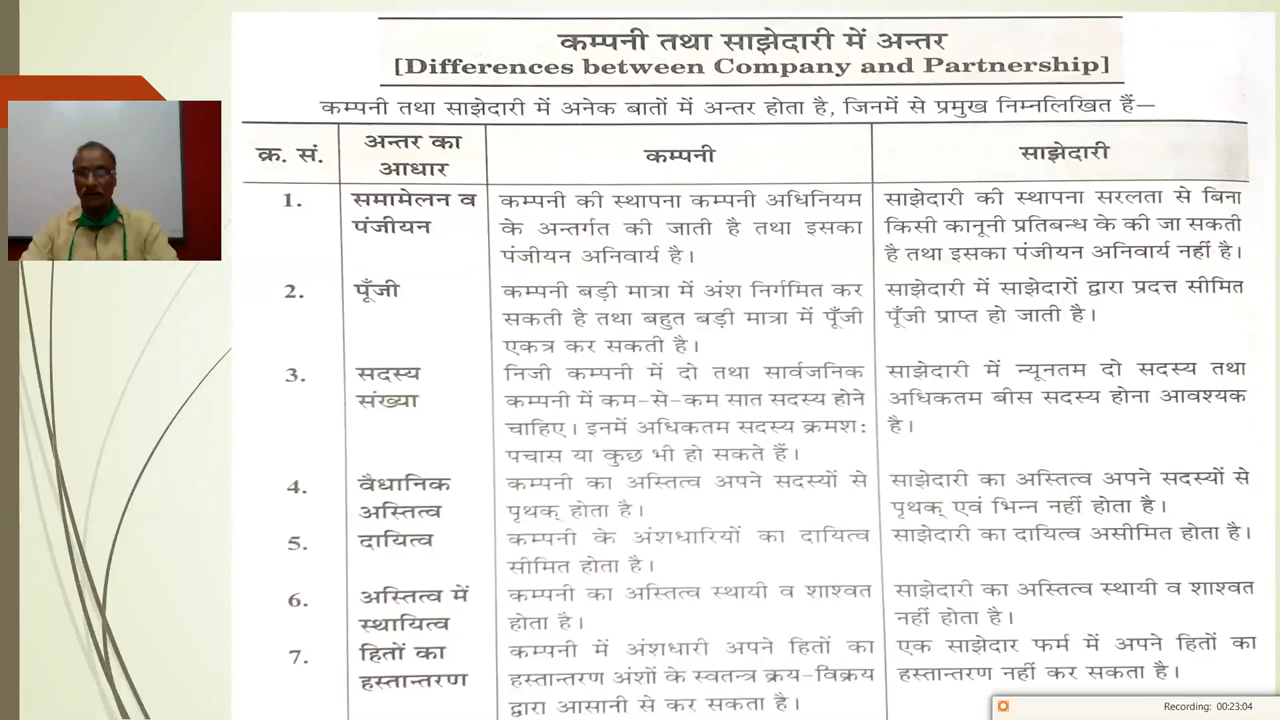 कम्पनी तथा साझेदारी में अन्तर
[Differences between Company and Partnership]
कम्पनी तथा साझेदारी में अनेक बातों में अन्तर होता है, जिनमें से प्रमुख निम्नलिखित हैं—
क्र. सं.
अन्तर का
आधार
कम्पनी
साझेदारी
1.
समामेलन व
पंजीयन
कम्पनी की स्थापना कम्पनी अधिनियम
के अन्तर्गत की जाती है तथा इसका
पंजीयन अनिवार्य है।
साझेदारी की स्थापना सरलता से बिना
किसी कानूनी प्रतिबन्ध के की जा सकती
है तथा इसका पंजीयन अनिवार्य नहीं है।
2.
पूँजी
कम्पनी बड़ी मात्रा में अंश निर्गमित कर
सकती है तथा बहुत बड़ी मात्रा में पूँजी
एकत्र कर सकती है।
साझेदारी में साझेदारों द्वारा प्रदत्त सीमित
पूँजी प्राप्त हो जाती है।
3.
सदस्य
संख्या
निजी कम्पनी में दो तथा सार्वजनिक
कम्पनी में कम-से-कम सात सदस्य होने
चाहिए। इनमें अधिकतम सदस्य क्रमश:
पचास या कुछ भी हो सकते हैं।
साझेदारी में न्यूनतम दो सदस्य तथा
अधिकतम बीस सदस्य होना आवश्यक
है।
4.
वैधानिक
अस्तित्व
कम्पनी का अस्तित्व अपने सदस्यों से
पृथक् होता है।
साझेदारी का अस्तित्व अपने सदस्यों से
पृथक् एवं भिन्न नहीं होता है।
5.
दायित्व
कम्पनी के अंशधारियों का दायित्व
सीमित होता है।
साझेदारी का दायित्व असीमित होता है।
6.
अस्तित्व में
स्थायित्व
कम्पनी का अस्तित्व स्थायी व शाश्वत
होता है।
साझेदारी का अस्तित्व स्थायी व शाश्वत
नहीं होता है।
7.
हितों का
हस्तान्तरण
कम्पनी में अंशधारी अपने हितों का
हस्तान्तरण अंशों के स्वतन्त्र क्रय-विक्रय
द्वारा आसानी से कर सकता है।
एक साझेदार फर्म में अपने हितों का
हस्तान्तरण नहीं कर सकता है।
Recording: 00:23:04